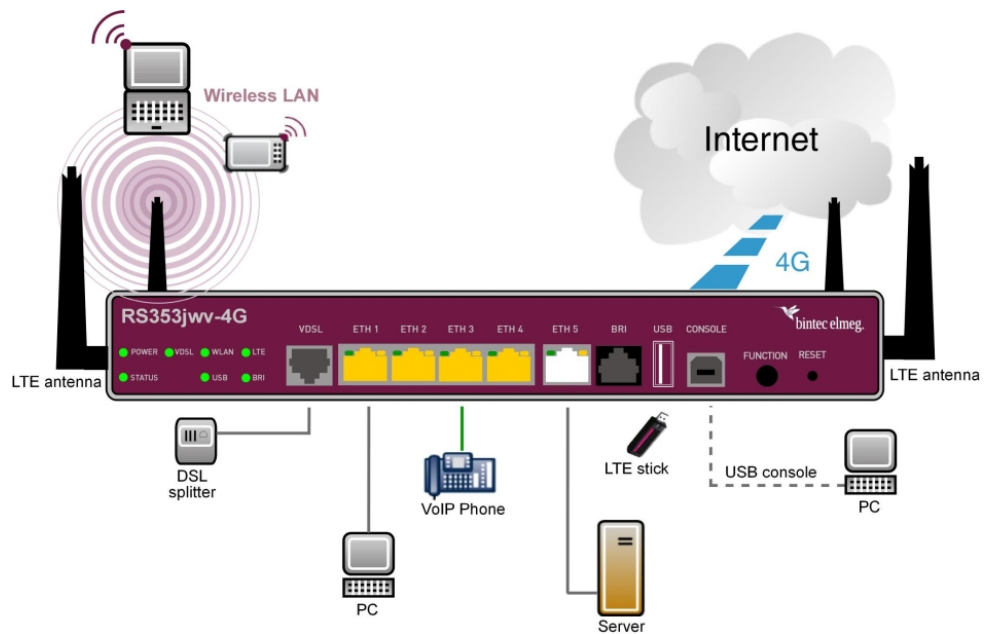 Wireless LAN
Internet
4G
RS353jwv-4G
VDSL
ETH 1
ETH 2
ETH 3
ETH 4
ETH 5
BRI
USB
CONSOLE
bintec elmeg.
POWER
VDSL
WLAN
LTE
STATUS
USB
BRI
FUNCTION
RESET
LTE antenna
LTE antenna
DSL
splitter
PC
VoIP Phone
LTE stick
Server
USB console
PC